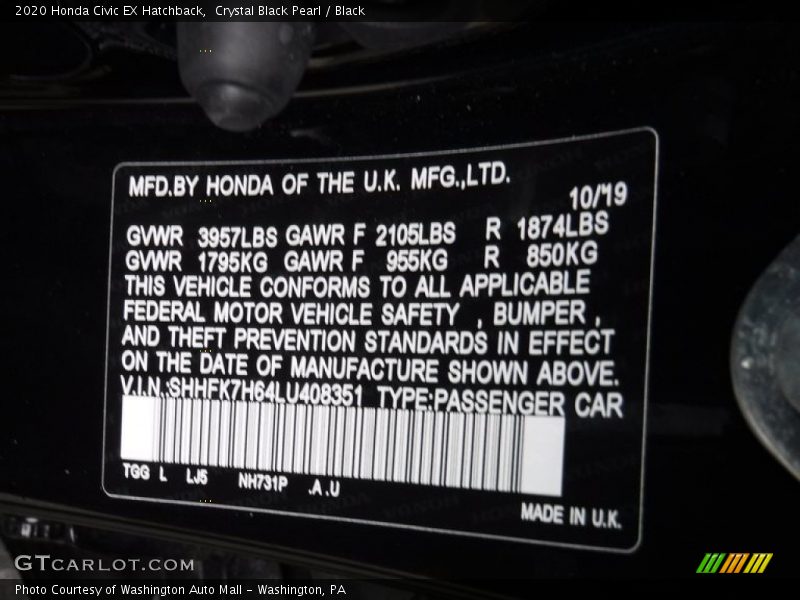 2020 Honda Civic EX Hatchback,  Crystal Black Pearl / Black
MFD.BY HONDA OF THE U.K. MFG.,LTD.
10/'19
GVWR 3957LBS GAWR F 2105LBS R 1874LBS
GVWR 1795KG GAWR F 955KG R 850KG
THIS VEHICLE CONFORMS TO ALL APPLICABLE
FEDERAL MOTOR VEHICLE SAFETY , BUMPER ,
AND THEFT PREVENTION STANDARDS IN EFFECT
ON THE DATE OF MANUFACTURE SHOWN ABOVE.
V.I.N.:SHHFK7H64LU408351 TYPE:PASSENGER CAR
TGG L LJ5 NH731P .A .U
MADE IN U.K.
GTCARLOT.COM
Photo Courtesy of Washington Auto Mall - Washington, PA